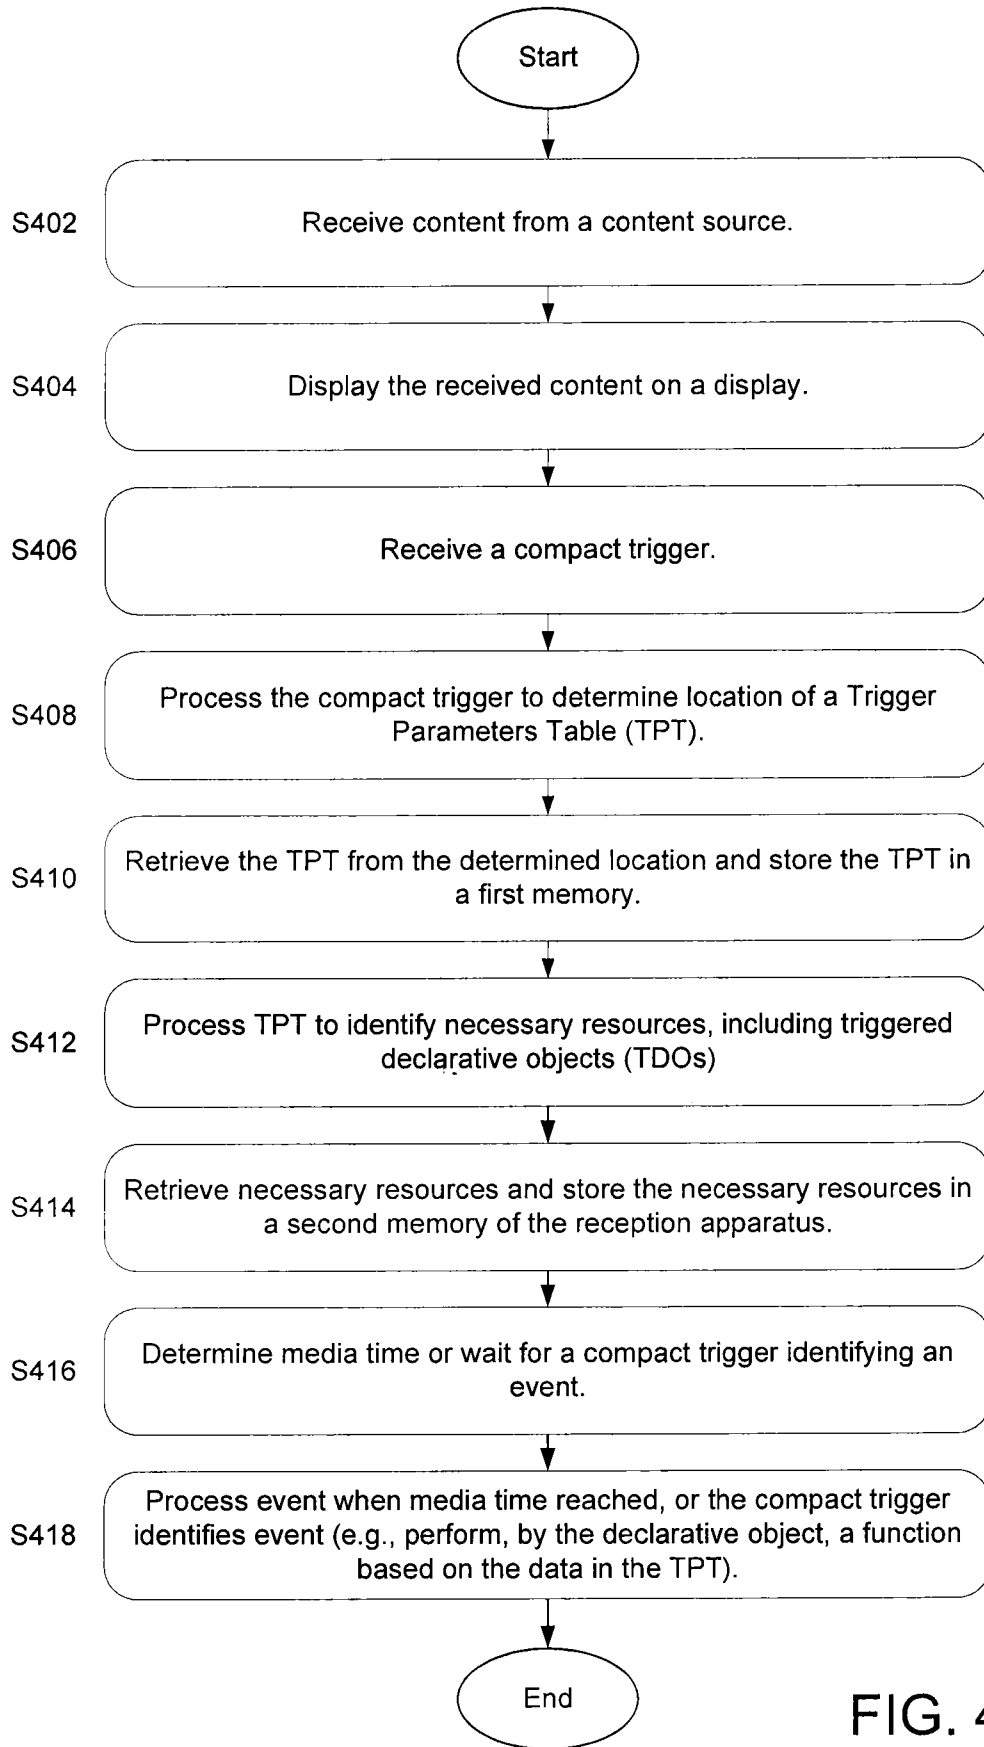 Start
S402
Receive content from a content source.
S404
Display the received content on a display.
S406
Receive a compact trigger.
S408
Process the compact trigger to determine location of a Trigger
Parameters Table (TPT).
S410
Retrieve the TPT from the determined location and store the TPT in
a first memory.
S412
Process TPT to identify necessary resources, including triggered
declarative objects (TDOs)
S414
Retrieve necessary resources and store the necessary resources in
a second memory of the reception apparatus.
S416
Determine media time or wait for a compact trigger identifying an
event.
S418
Process event when media time reached, or the compact trigger
identifies event (e.g., perform, by the declarative object, a function
based on the data in the TPT).
End
FIG. 4